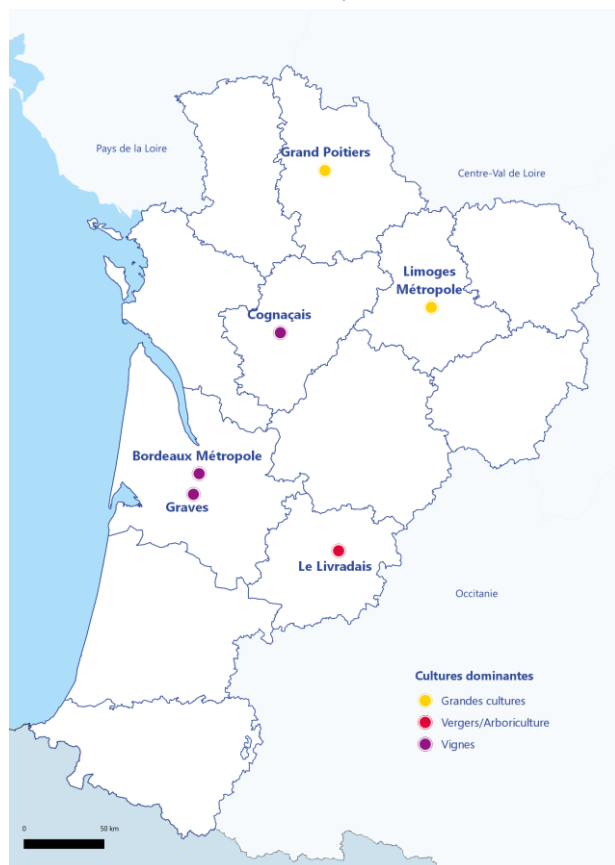 Pays de la Loire
Grand Poitiers
Centre-Val de Loire
Limoges
Métropole
Cognaçais
Bordeaux Métropole
Graves
Le Livradais
Occitanie
Cultures dominantes
Grandes cultures
Vergers/Arboriculture
Vignes
0
50 km